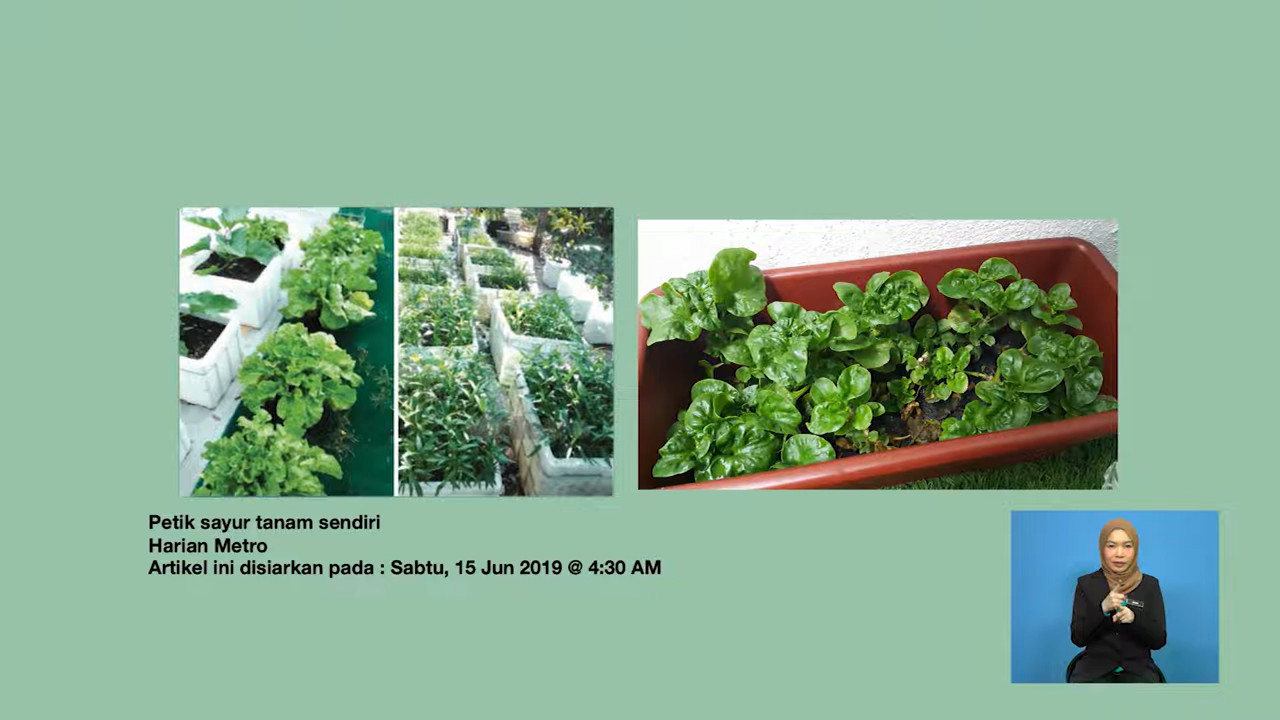 Petik sayur tanam sendiri
Harian Metro
Artikel ini disiarkan pada : Sabtu, 15 Jun 2019 @ 4:30 AM